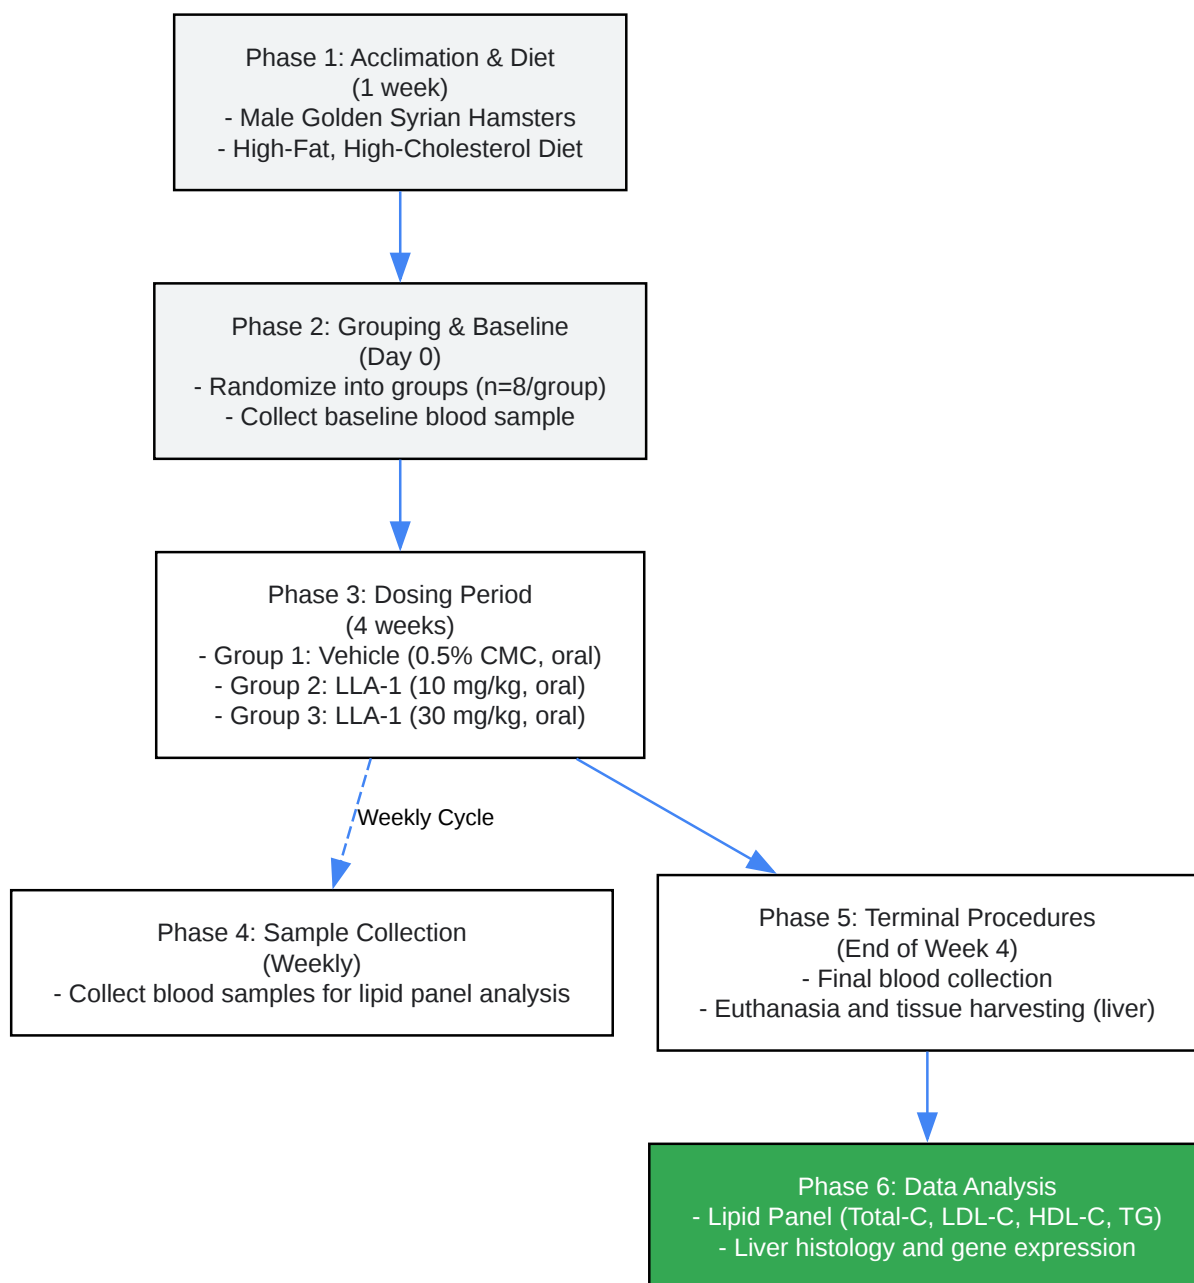 Phase 1: Acclimation & Diet
(1 week)
- Male Golden Syrian Hamsters
- High-Fat, High-Cholesterol Diet
Phase 2: Grouping & Baseline
(Day 0)
- Randomize into groups (n=8/group)
- Collect baseline blood sample
Phase 3: Dosing Period
(4 weeks)
- Group 1: Vehicle (0.5% CMC, oral)
- Group 2: LLA-1 (10 mg/kg, oral)
- Group 3: LLA-1 (30 mg/kg, oral)
Weekly Cycle
Phase 4: Sample Collection
(Weekly)
- Collect blood samples for lipid panel analysis
Phase 5: Terminal Procedures
(End of Week 4)
- Final blood collection
- Euthanasia and tissue harvesting (liver)
Phase 6: Data Analysis
- Lipid Panel (Total-C, LDL-C, HDL-C, TG)
- Liver histology and gene expression